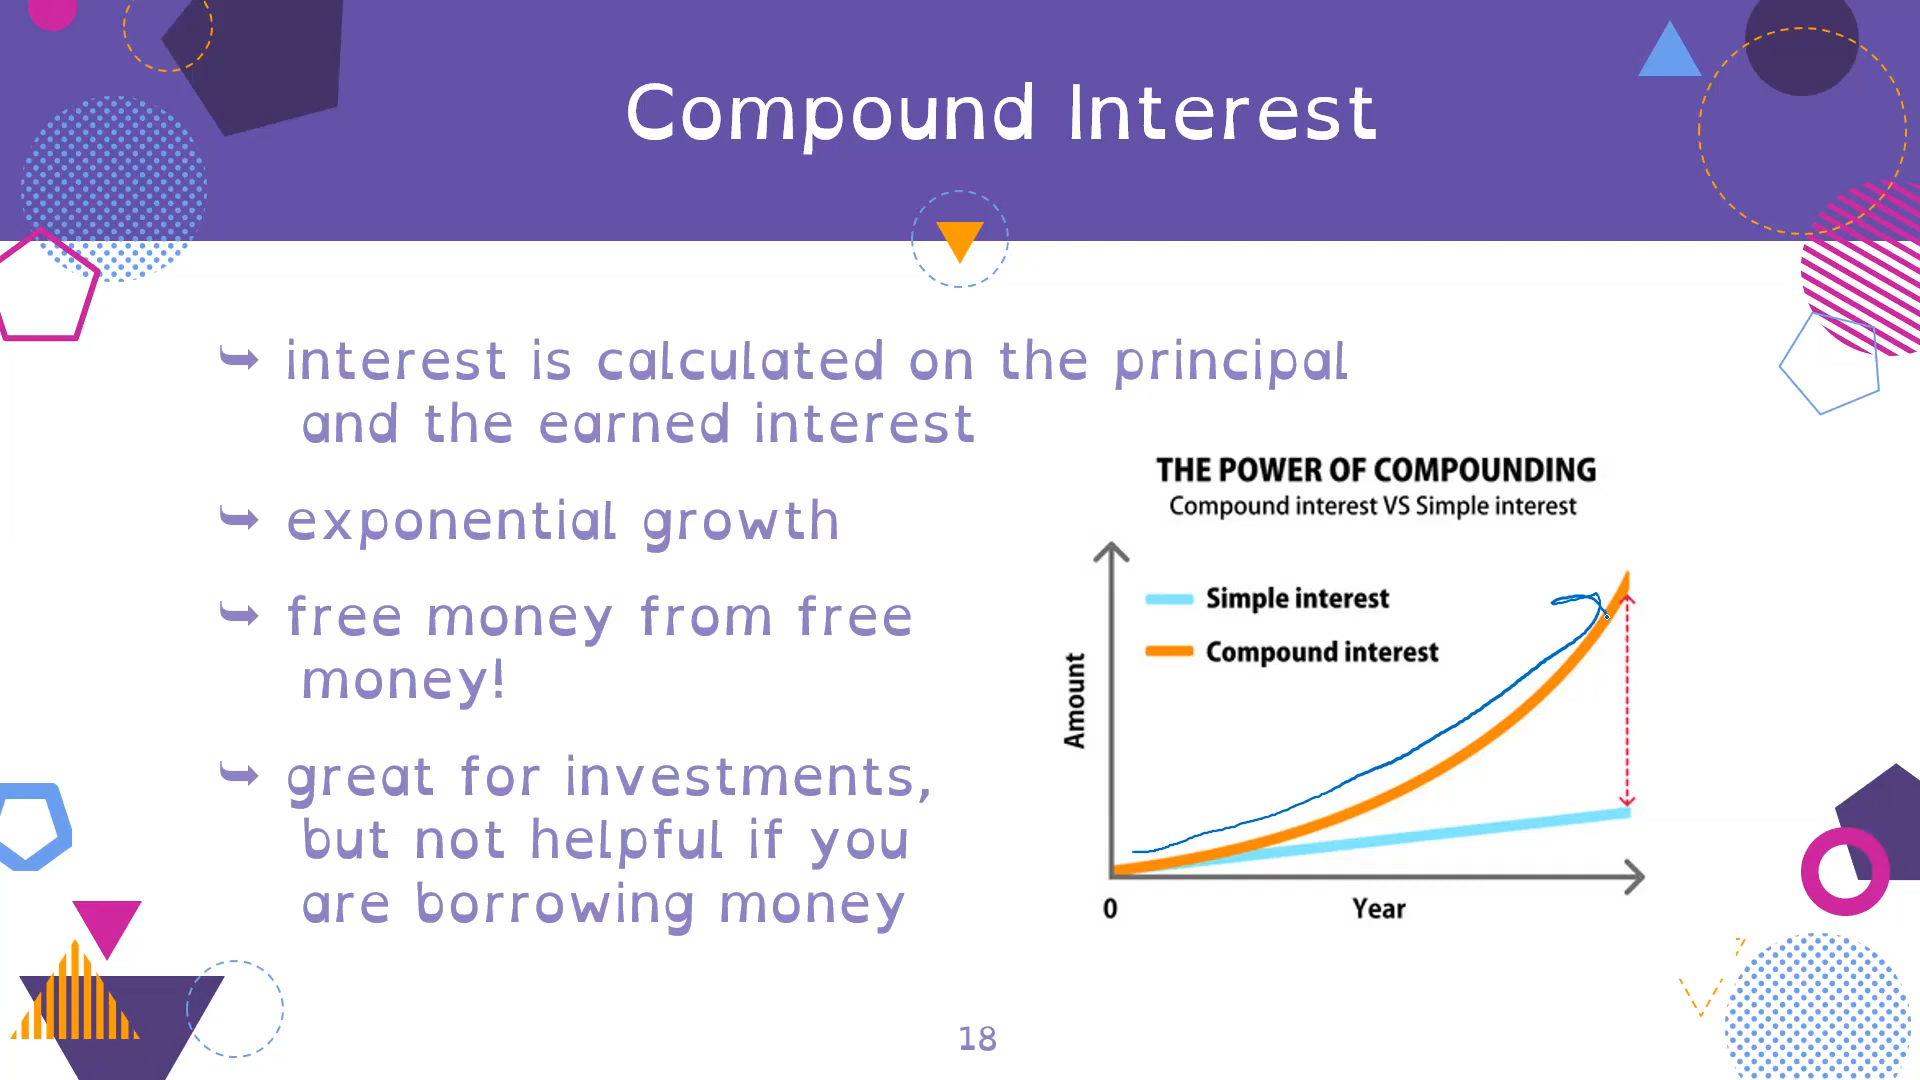 Compound Interest
interest is calculated on the principal
and the earned interest
exponential growth
free money from free
money!
great for investments,
but not helpful if you
are borrowing money
THE POWER OF COMPOUNDING
Compound interest VS Simple interest
Simple interest
Compound interest
Amount
0
Year
18